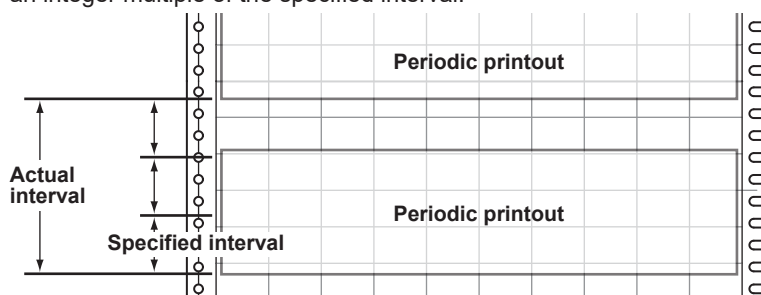 an integer multiple of the specified interval.
Periodic printout
Actual
interval
Periodic printout
Specified interval